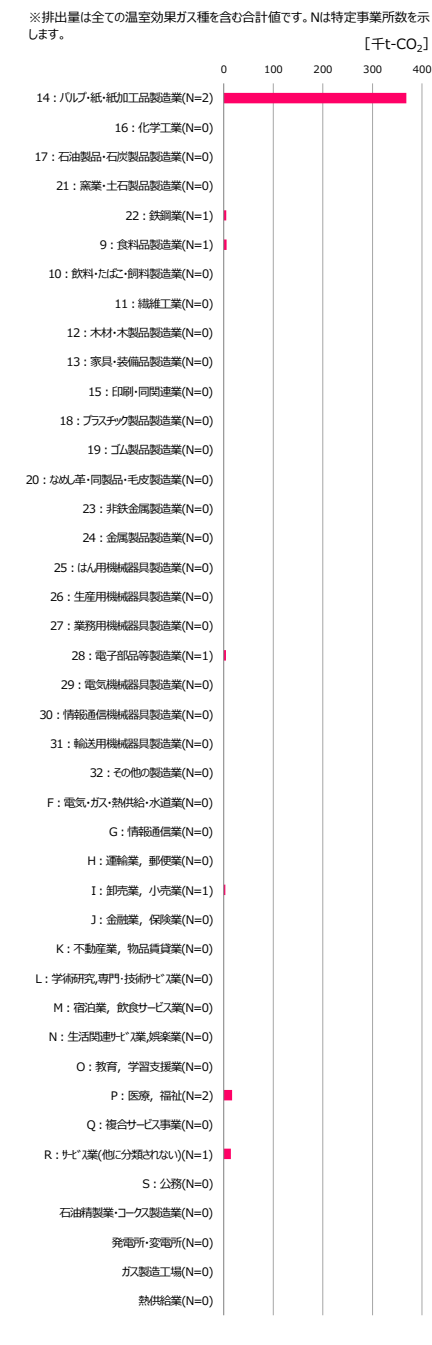 ※排出量は全ての温室効果ガス種を含む合計値です。Nは特定事業所数を示
します。
[千t-CO₂]
0 100 200 300 400
14：パルプ・紙・紙加工品製造業(N=2)
16：化学工業(N=0)
17：石油製品・石炭製品製造業(N=0)
21：窯業・土石製品製造業(N=0)
22：鉄鋼業(N=1)
9：食料品製造業(N=1)
10：飲料・たばこ・飼料製造業(N=0)
11：繊維工業(N=0)
12：木材・木製品製造業(N=0)
13：家具・装備品製造業(N=0)
15：印刷・同関連業(N=0)
18：プラスチック製品製造業(N=0)
19：ゴム製品製造業(N=0)
20：なめし革・同製品・毛皮製造業(N=0)
23：非鉄金属製造業(N=0)
24：金属製品製造業(N=0)
25：はん用機械器具製造業(N=0)
26：生産用機械器具製造業(N=0)
27：業務用機械器具製造業(N=0)
28：電子部品等製造業(N=1)
29：電気機械器具製造業(N=0)
30：情報通信機械器具製造業(N=0)
31：輸送用機械器具製造業(N=0)
32：その他の製造業(N=0)
F：電気・ガス・熱供給・水道業(N=0)
G：情報通信業(N=0)
H：運輸業，郵便業(N=0)
I：卸売業，小売業(N=1)
J：金融業，保険業(N=0)
K：不動産業，物品賃貸業(N=0)
L：学術研究,専門・技術ｻｰﾋﾞｽ業(N=0)
M：宿泊業，飲食サービス業(N=0)
N：生活関連ｻｰﾋﾞｽ業,娯楽業(N=0)
O：教育，学習支援業(N=0)
P：医療，福祉(N=2)
Q：複合サービス事業(N=0)
R：ｻｰﾋﾞｽ業(他に分類されない)(N=1)
S：公務(N=0)
石油精製業・コークス製造業(N=0)
発電所・変電所(N=0)
ガス製造工場(N=0)
熱供給業(N=0)